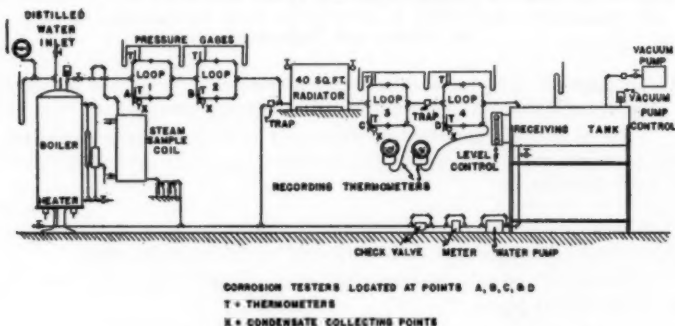 DISTILLED
WATER
INLET
PRESSURE GAGES
T
T
LOOP
1
LOOP
2
A
T
X
B
T
X
40 SQ. FT.
RADIATOR
TRAP
T
T
LOOP
3
LOOP
4
TRAP
C
T
X
D
T
X
VACUUM
PUMP
VACUUM
PUMP
CONTROL
RECEIVING TANK
LEVEL
CONTROL
BOILER
HEATER
STEAM
SAMPLE
COIL
RECORDING THERMOMETERS
CHECK VALVE
METER
WATER PUMP
CORROSION TESTERS LOCATED AT POINTS A, B, C, & D
T = THERMOMETERS
X = CONDENSATE COLLECTING POINTS